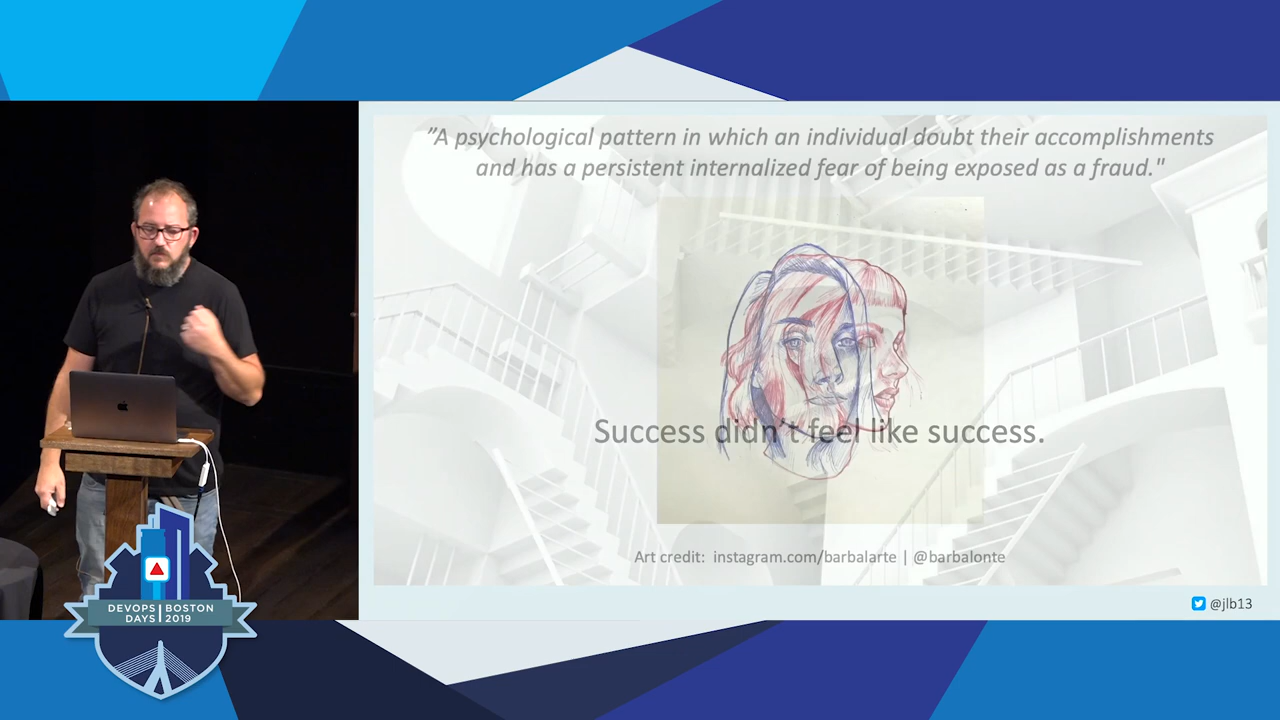 ”A psychological pattern in which an individual doubt their accomplishments
and has a persistent internalized fear of being exposed as a fraud."
Success didn't feel like success.
Art credit: instagram.com/barbalarte | @barbalonte
@jlb13
DEVOPS | BOSTON
DAYS | 2019